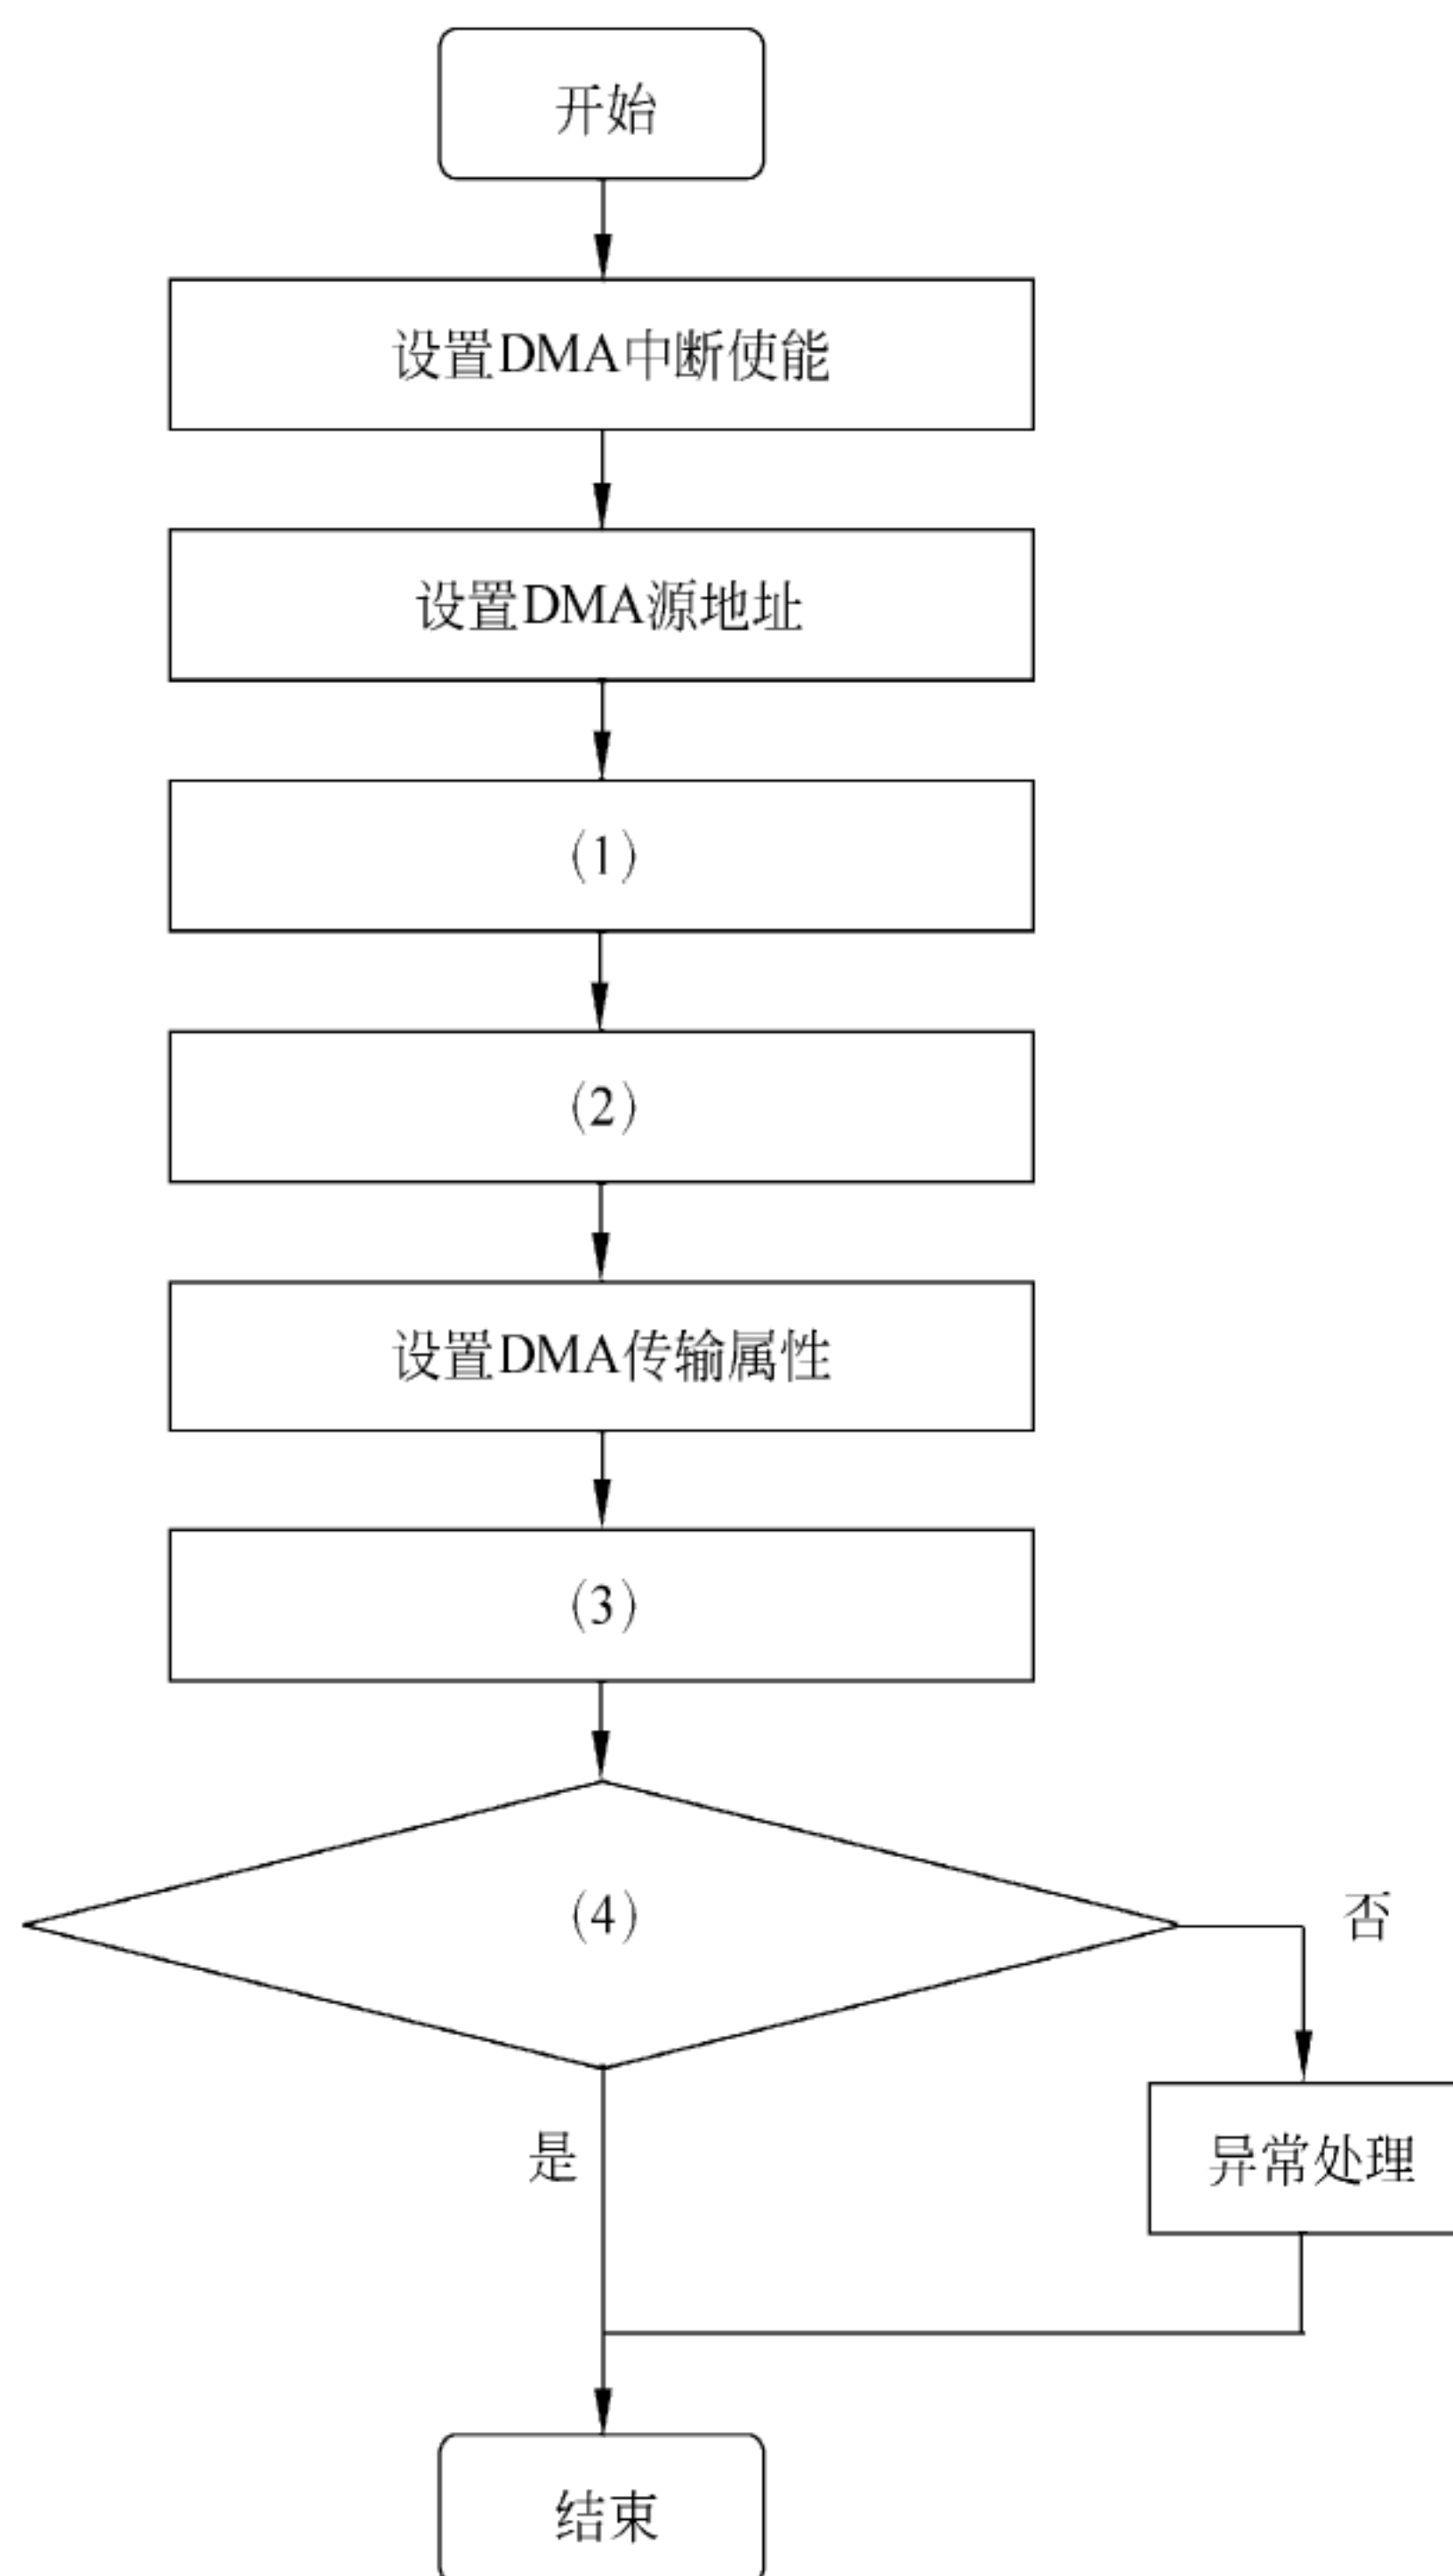 开始
设置DMA中断使能
设置DMA源地址
(1)
(2)
设置DMA传输属性
(3)
(4)
否
是
异常处理
结束